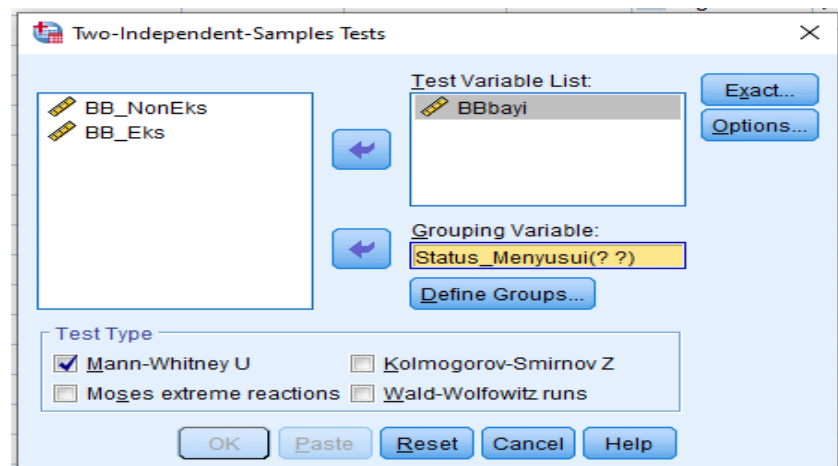 Two-Independent-Samples Tests
BB_NonEks
BB_Eks
Test Variable List:
BBbayi
Exact...
Options...
Grouping Variable:
Status_Menyusui(? ?)
Define Groups...
Test Type
Mann-Whitney U
Kolmogorov-Smirnov Z
Moses extreme reactions
Wald-Wolfowitz runs
OK
Paste
Reset
Cancel
Help